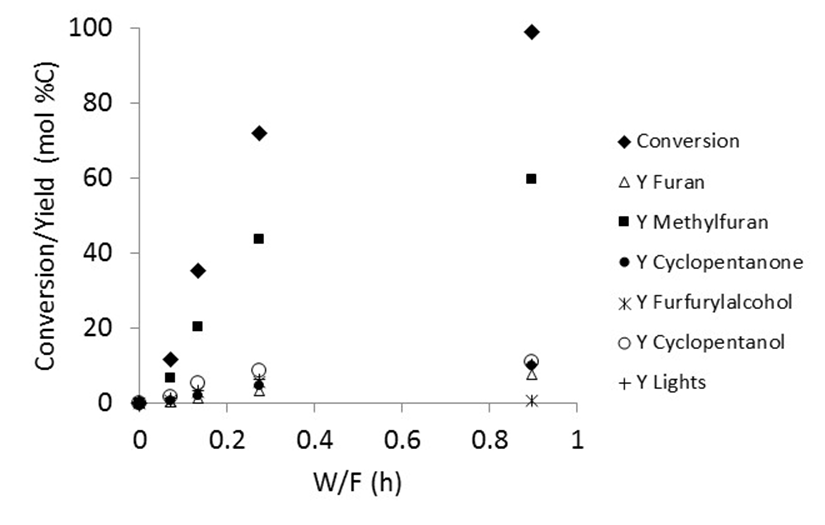 Conversion/Yield (mol %C)
100
80
60
40
20
0
0 0.2 0.4 0.6 0.8 1
W/F (h)
Conversion
Y Furan
Y Methylfuran
Y Cyclopentanone
Y Furfurylalcohol
Y Cyclopentanol
Y Lights